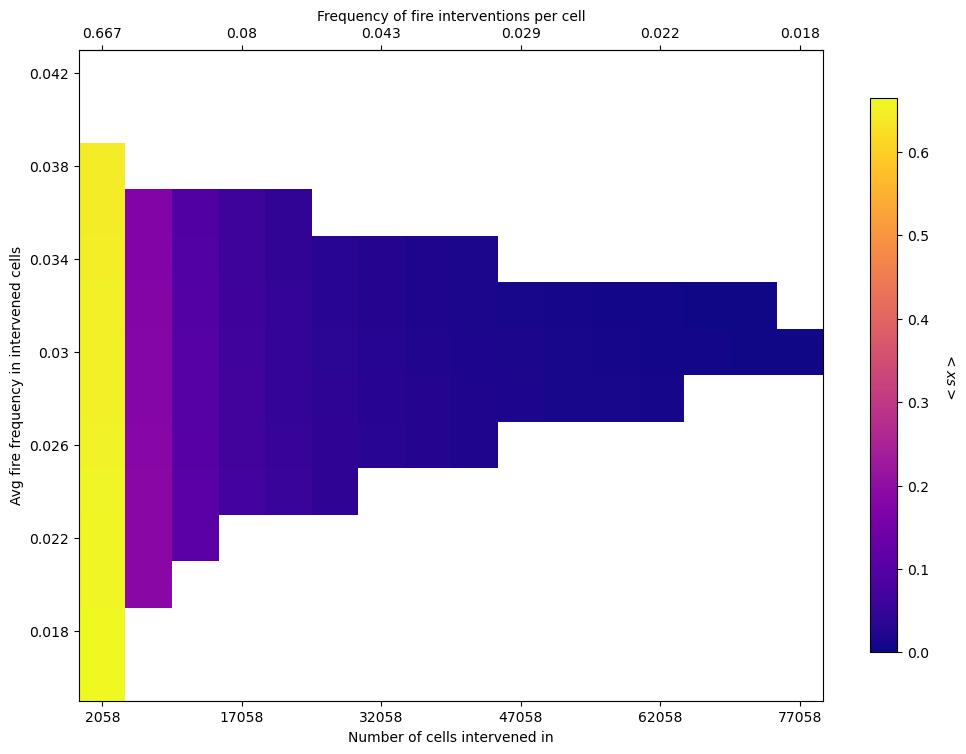 Frequency of fire interventions per cell
0.667 0.08 0.043 0.029 0.022 0.018
0.042
0.038
0.034
0.03
0.026
0.022
0.018
Avg fire frequency in intervened cells
2058 17058 32058 47058 62058 77058
Number of cells intervened in
0.6
0.5
0.4
0.3
0.2
0.1
0.0
< sx >